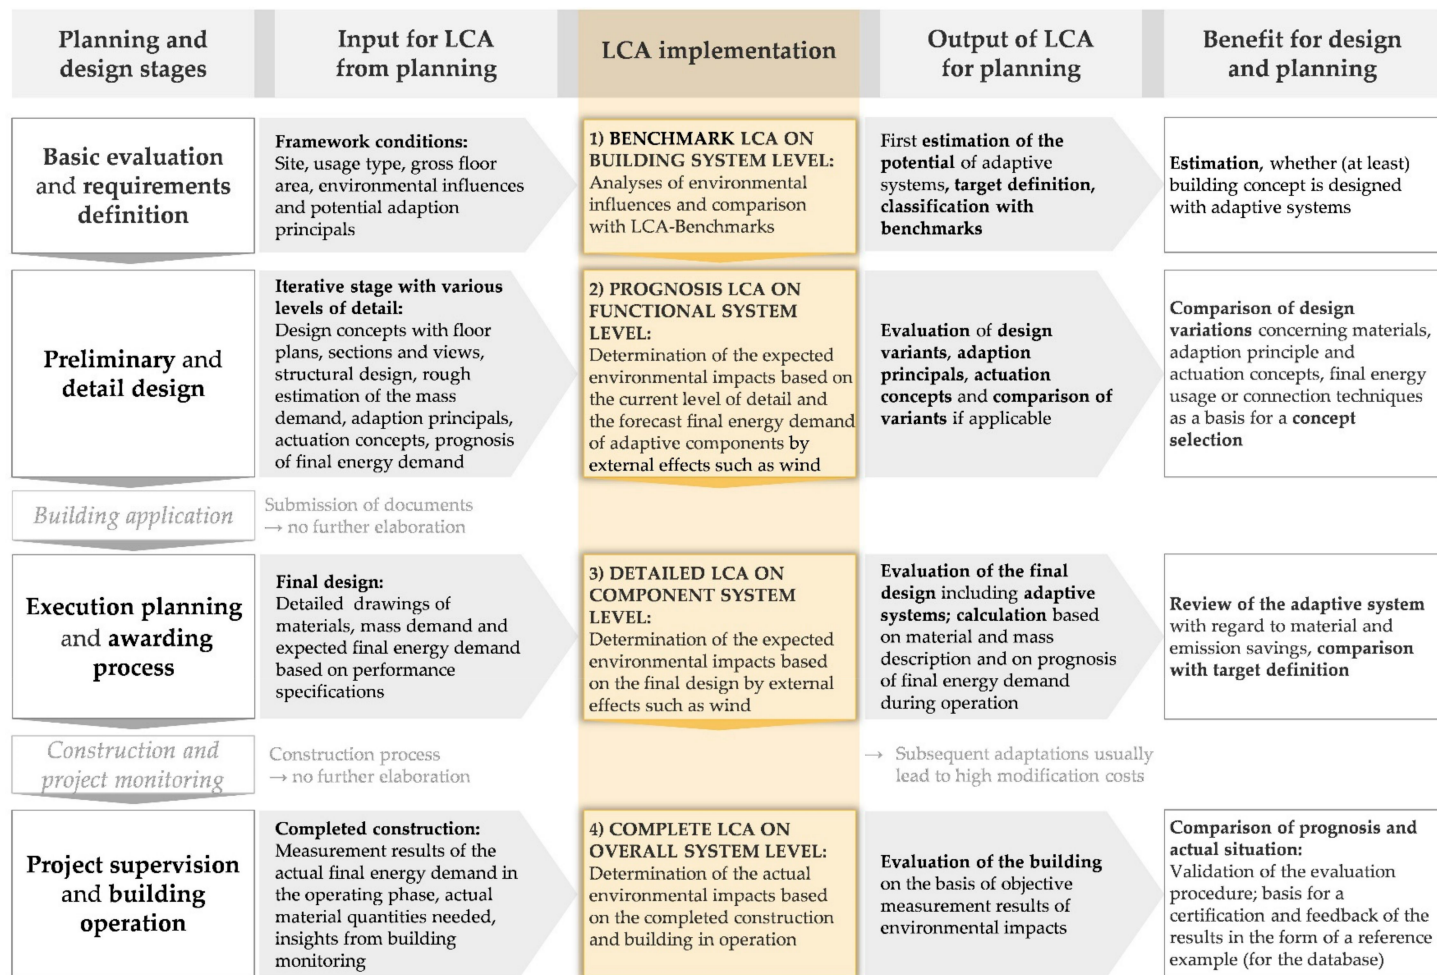 Planning and
design stages
Input for LCA
from planning
LCA implementation
Output of LCA
for planning
Benefit for design
and planning
Basic evaluation
and requirements
definition
Framework conditions:
Site, usage type, gross floor
area, environmental influences
and potential adaption
principals
1) BENCHMARK LCA ON
BUILDING SYSTEM LEVEL:
Analyses of environmental
influences and comparison
with LCA-Benchmarks
First estimation of the
potential of adaptive
systems, target definition,
classification with
benchmarks
Estimation, whether (at least)
building concept is designed
with adaptive systems
Preliminary and
detail design
Iterative stage with various
levels of detail:
Design concepts with floor
plans, sections and views,
structural design, rough
estimation of the mass
demand, adaption principals,
actuation concepts, prognosis
of final energy demand
2) PROGNOSIS LCA ON
FUNCTIONAL SYSTEM
LEVEL:
Determination of the expected
environmental impacts based on
the current level of detail and
the forecast final energy demand
of adaptive components by
external effects such as wind
Evaluation of design
variants, adaption
principals, actuation
concepts and comparison of
variants if applicable
Comparison of design
variations concerning materials,
adaption principle and
actuation concepts, final energy
usage or connection techniques
as a basis for a concept
selection
Building application
Submission of documents
→ no further elaboration
Execution planning
and awarding
process
Final design:
Detailed drawings of
materials, mass demand and
expected final energy demand
based on performance
specifications
3) DETAILED LCA ON
COMPONENT SYSTEM
LEVEL:
Determination of the expected
environmental impacts based
on the final design by external
effects such as wind
Evaluation of the final
design including adaptive
systems; calculation based
on material and mass
description and on prognosis
of final energy demand
during operation
Review of the adaptive system
with regard to material and
emission savings, comparison
with target definition
Construction and
project monitoring
Construction process
→ no further elaboration
→ Subsequent adaptations usually
lead to high modification costs
Project supervision
and building
operation
Completed construction:
Measurement results of the
actual final energy demand in
the operating phase, actual
material quantities needed,
insights from building
monitoring
4) COMPLETE LCA ON
OVERALL SYSTEM LEVEL:
Determination of the actual
environmental impacts based
on the completed construction
and building in operation
Evaluation of the building
on the basis of objective
measurement results of
environmental impacts
Comparison of prognosis and
actual situation:
Validation of the evaluation
procedure; basis for a
certification and feedback of the
results in the form of a reference
example (for the database)